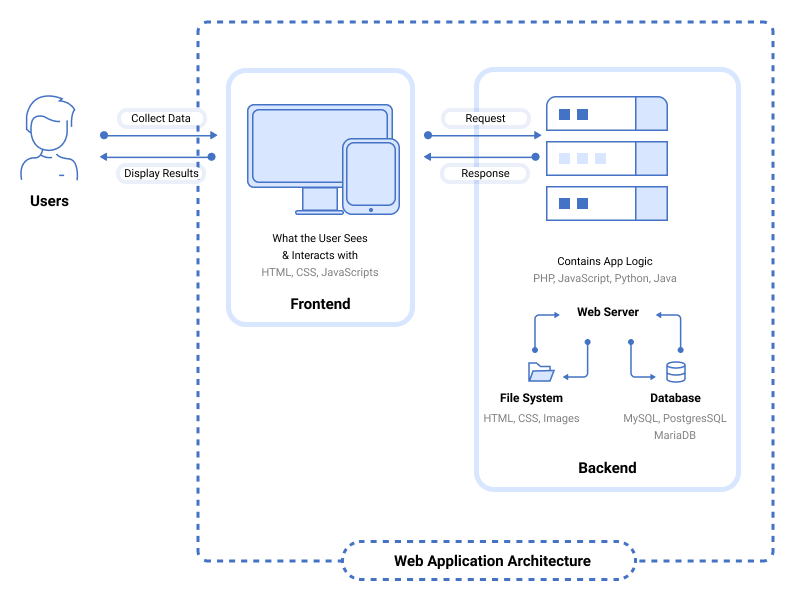 Collect Data
Display Results
Users
What the User Sees
& Interacts with
HTML, CSS, JavaScripts
Frontend
Request
Response
Contains App Logic
PHP, JavaScript, Python, Java
Web Server
File System
HTML, CSS, Images
Database
MySQL, PostgresSQL
MariaDB
Backend
Web Application Architecture